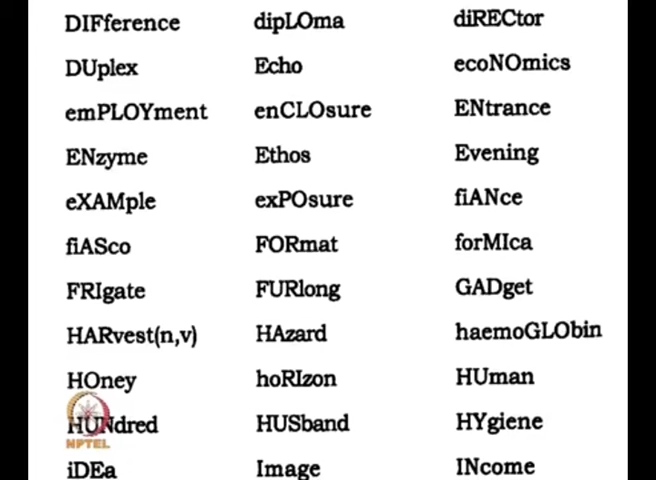 DIFference dipLOma diRECtor
DUplex Echo ecoNOmics
emPLOYment enCLOsure ENtrance
ENzyme Ethos Evening
eXAMple exPOsure fiANce
fiASco FORmat forMIca
FRIgate FURlong GADget
HARvest(n,v) HAzard haemoGLObin
HOney hoRIzon HUman
HUNdred HUSband HYgiene
NPTEL
iDEa Image INcome